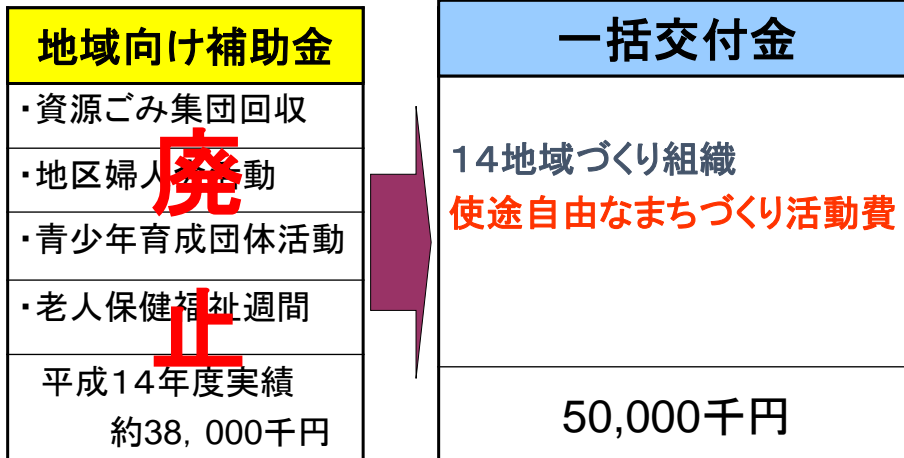 地域向け補助金
・資源ごみ集団回収
・地区婦人会活動
・青少年育成団体活動
・老人保健福祉週間
廃止
平成14年度実績
約38,000千円
一括交付金
14地域づくり組織
使途自由なまちづくり活動費
50,000千円